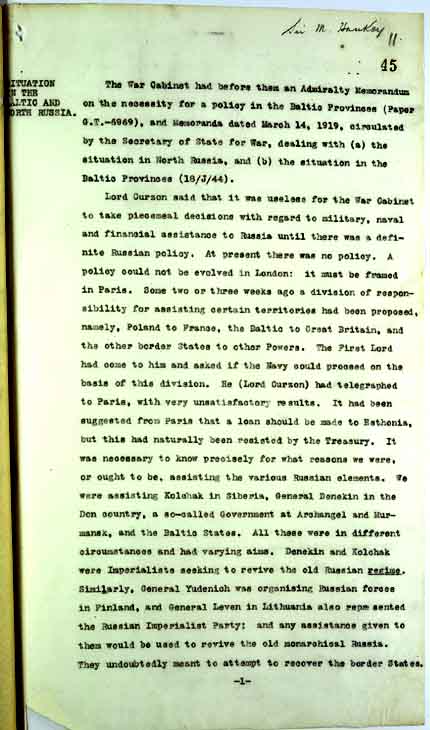 Sir M. Hankey
11.
45
ITUATION
N THE
ALTIC AND
ORTH RUSSIA.
The War Cabinet had before them an Admiralty Memorandum
on the necessity for a policy in the Baltic Provinces (Paper
G.T.-6969), and Memoranda dated March 14, 1919, circulated
by the Secretary of State for War, dealing with (a) the
situation in North Russia, and (b) the situation in the
Baltic Provinces (18/J/44).
Lord Curzon said that it was useless for the War Cabinet
to take piecemeal decisions with regard to military, naval
and financial assistance to Russia until there was a defi-
nite Russian policy. At present there was no policy. A
policy could not be evolved in London: it must be framed
in Paris. Some two or three weeks ago a division of respon-
sibility for assisting certain territories had been proposed,
namely, Poland to France, the Baltic to Great Britain, and
the other border States to other Powers. The First Lord
had come to him and asked if the Navy could proceed on the
basis of this division. He (Lord Curzon) had telegraphed
to Paris, with very unsatisfactory results. It had been
suggested from Paris that a loan should be made to Esthonia,
but this had naturally been resisted by the Treasury. It
was necessary to know precisely for what reasons we were,
or ought to be, assisting the various Russian elements. We
were assisting Kolchak in Siberia, General Denekin in the
Don country, a so-called Government at Archangel and Mur-
mansk, and the Baltic States. All these were in different
circumstances and had varying aims. Denekin and Kolchak
were Imperialists seeking to revive the old Russian regime.
Similarly, General Yudenich was organising Russian forces
in Finland, and General Leven in Lithuania also represented
the Russian Imperialist Party: and any assistance given to
them would be used to revive the old monarchical Russia.
They undoubtedly meant to attempt to recover the border States.
-1-